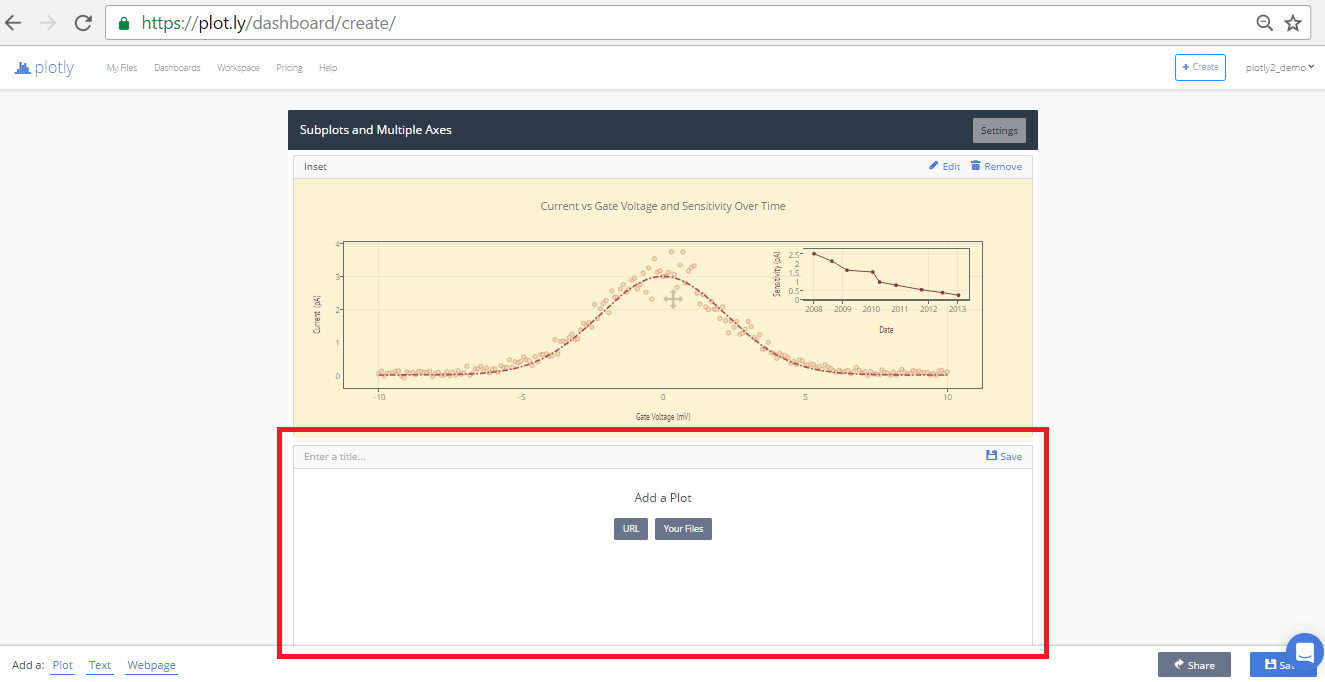 https://plot.ly/dashboard/create/
plotly My Files Dashboards Workspace Pricing Help + Create plotly2_demo
Subplots and Multiple Axes Settings
Inset Edit Remove
Current vs Gate Voltage and Sensitivity Over Time
4
3
2
1
0
Current (pA)
−10 −5 0 5 10
Gate Voltage (mV)
Sensitivity (pA)
2.5
2
1.5
1
0.5
0
2008 2009 2010 2011 2012 2013
Date
Enter a title... Save
Add a Plot
URL Your Files
Add a: Plot Text Webpage Share